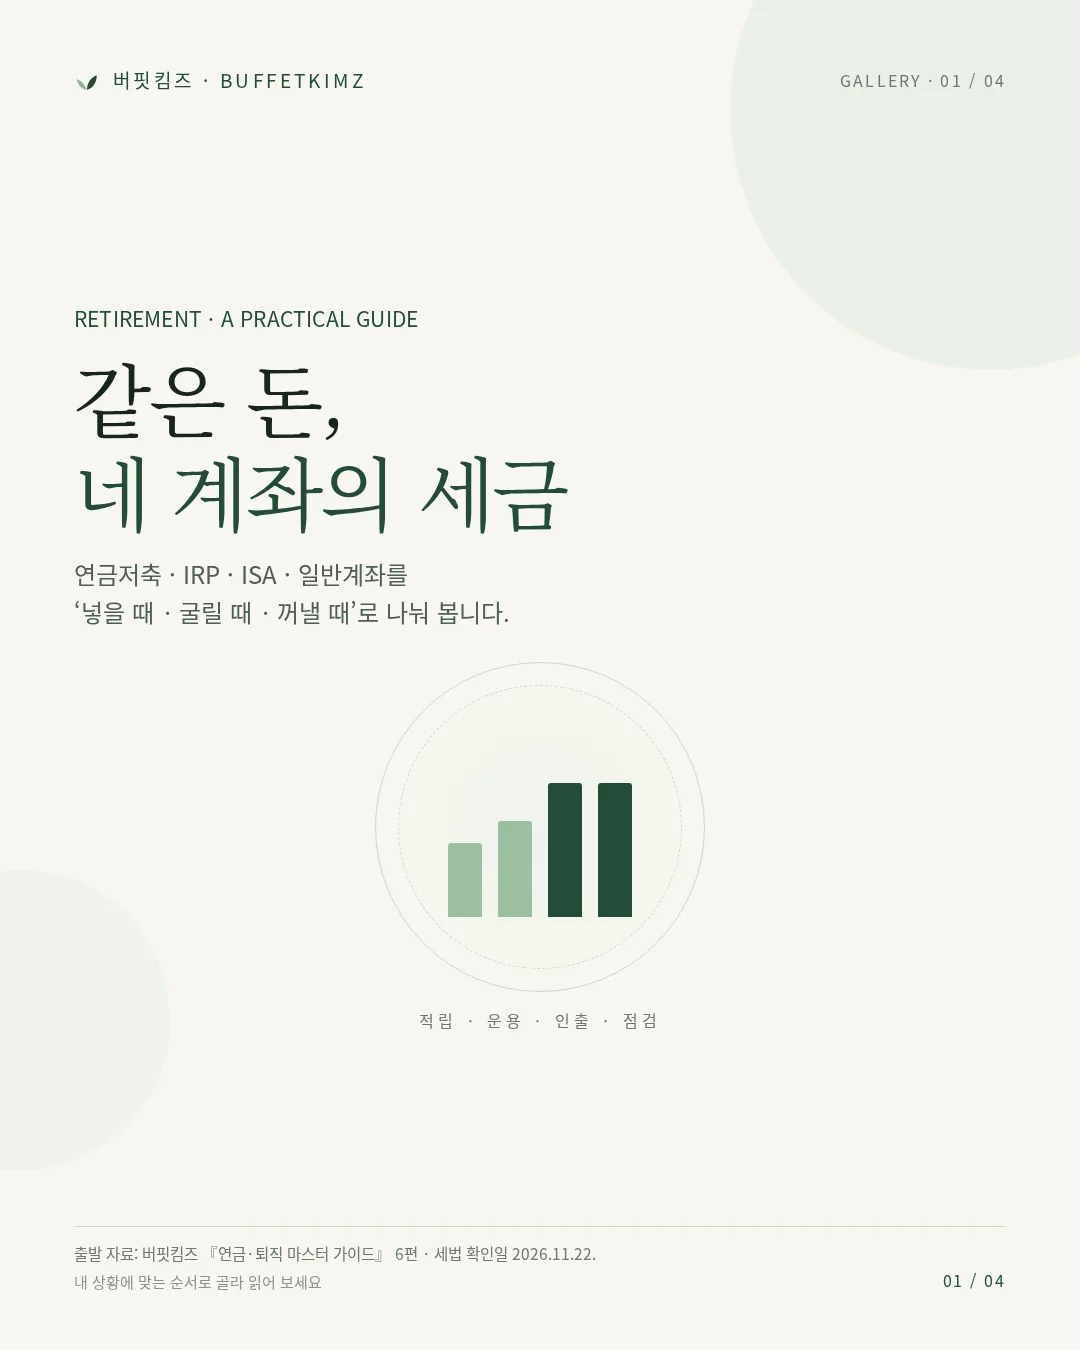 버핏킴즈 · BUFFETKIMZ
GALLERY · 01 / 04
RETIREMENT · A PRACTICAL GUIDE
같은 돈,
네 계좌의 세금
연금저축 · IRP · ISA · 일반계좌를
‘넣을 때 · 굴릴 때 · 꺼낼 때’로 나눠 봅니다.
적립 · 운용 · 인출 · 점검
출발 자료: 버핏킴즈 『연금·퇴직 마스터 가이드』 6편 · 세법 확인일 2026.11.22.
내 상황에 맞는 순서로 골라 읽어 보세요
01 / 04